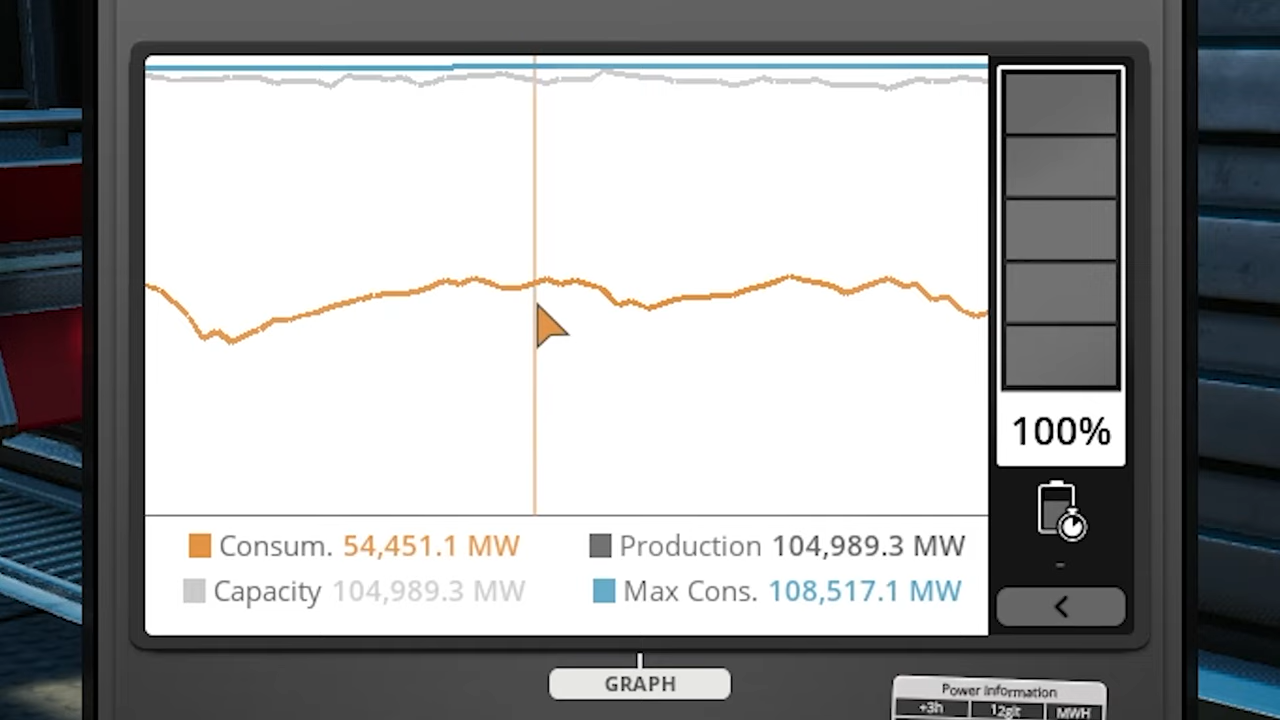 100%
Consum. 54,451.1 MW Production 104,989.3 MW
Capacity 104,989.3 MW Max Cons. 108,517.1 MW
GRAPH
Power Information
+3h MWH